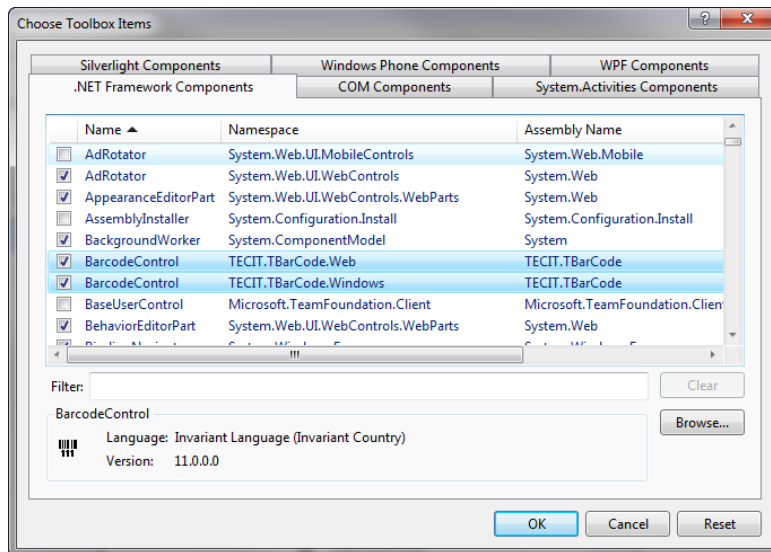 Choose Toolbox Items
Silverlight Components Windows Phone Components WPF Components
.NET Framework Components COM Components System.Activities Components
Name Namespace Assembly Name
AdRotator System.Web.UI.MobileControls System.Web.Mobile
AdRotator System.Web.UI.WebControls System.Web
AppearanceEditorPart System.Web.UI.WebControls.WebParts System.Web
AssemblyInstaller System.Configuration.Install System.Configuration.Install
BackgroundWorker System.ComponentModel System
BarcodeControl TECIT.TBarCode.Web TECIT.TBarCode
BarcodeControl TECIT.TBarCode.Windows TECIT.TBarCode
BaseUserControl Microsoft.TeamFoundation.Client Microsoft.TeamFoundation.Clien
BehaviorEditorPart System.Web.UI.WebControls.WebParts System.Web
Filter: Clear
BarcodeControl Browse...
Language: Invariant Language (Invariant Country)
Version: 11.0.0.0
OK Cancel Reset